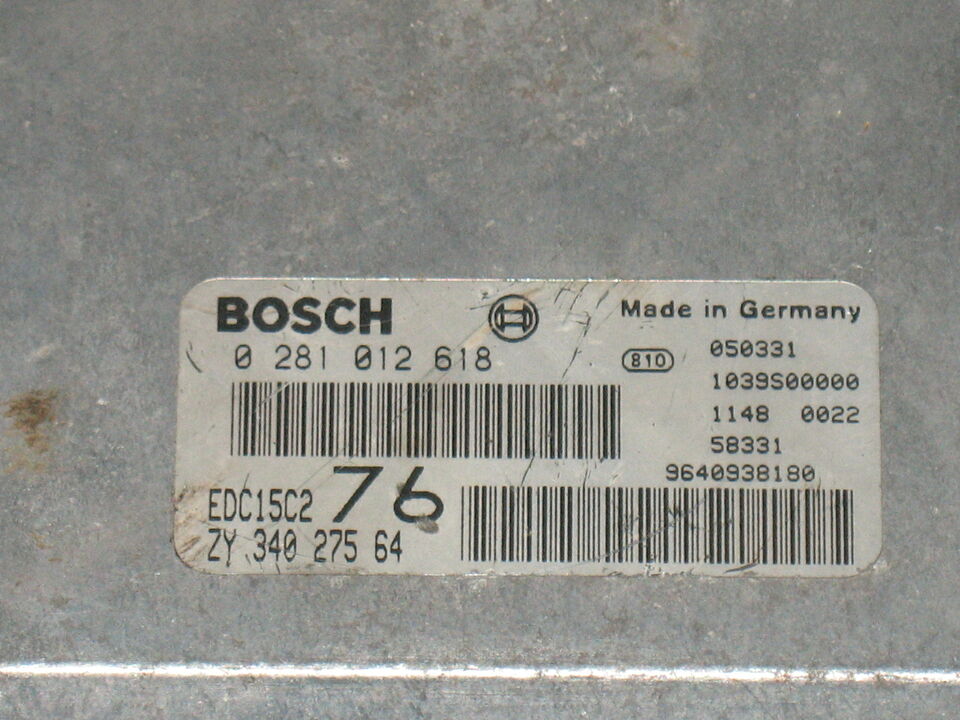 BOSCH
Made in Germany
0 281 012 618
810
050331
1039S00000
1148 0022
58331
9640938180
EDC15C2 76
ZY 340 275 64